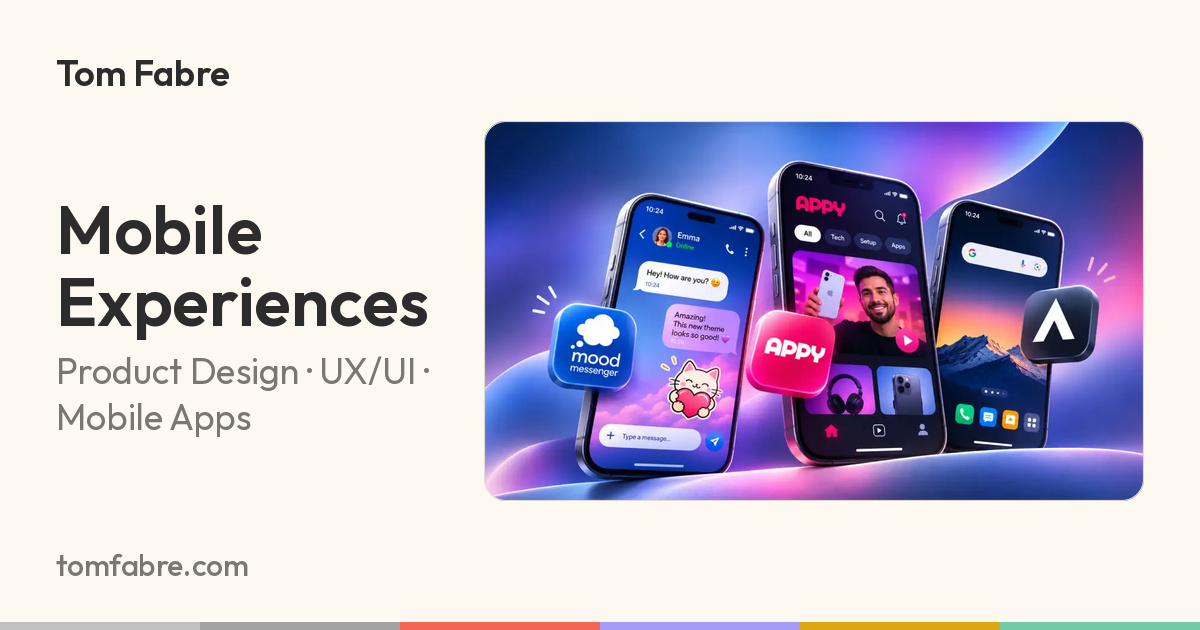 Tom Fabre
Mobile
Experiences
Product Design · UX/UI ·
Mobile Apps
tomfabre.com
10:24
Emma
Online
Hey! How are you? 😊
10:24
Amazing!
This new theme
looks so good! 💜
10:25
Type a message...
mood
messenger
10:24
APPY
All
Tech
Setup
Apps
APPY
10:24
G